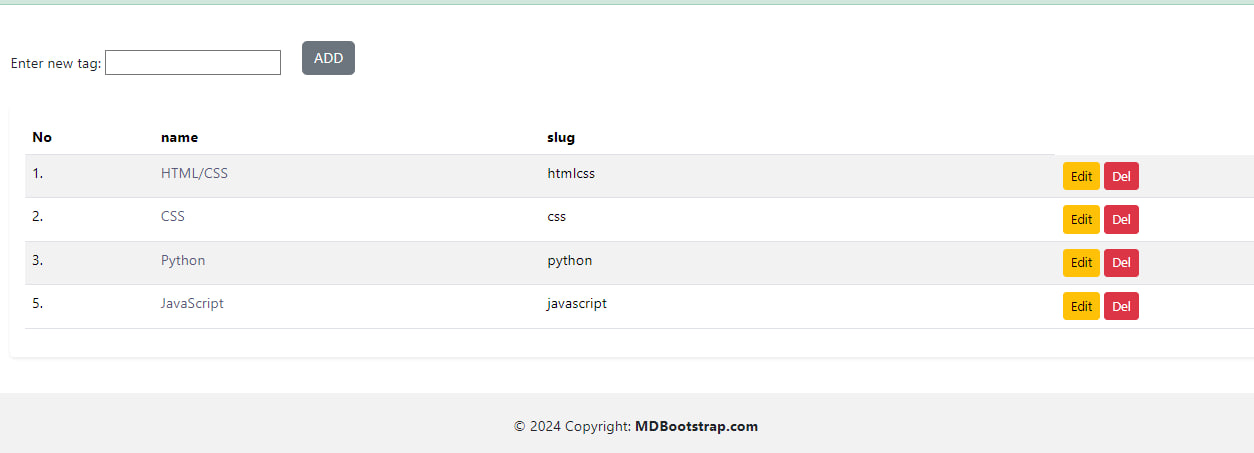 Enter new tag: ADD
No name slug
1. HTML/CSS htmlcss Edit Del
2. CSS css Edit Del
3. Python python Edit Del
5. JavaScript javascript Edit Del
© 2024 Copyright: MDBootstrap.com